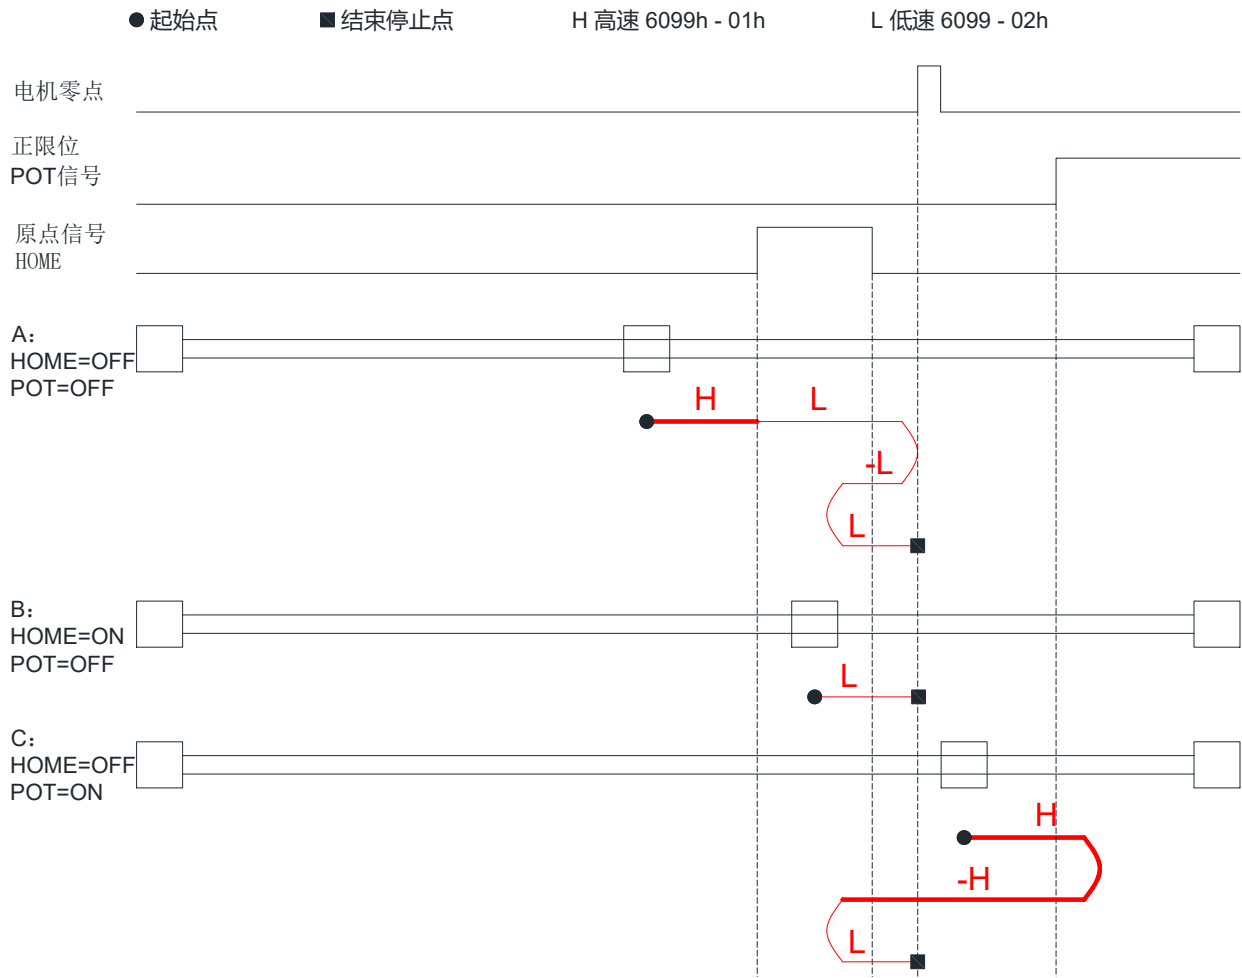 ● 起始点 ■ 结束停止点 H 高速 6099h - 01h L 低速 6099 - 02h
电机零点
正限位
POT信号
原点信号
HOME
A：
HOME=OFF
POT=OFF
H L
-L
L
B：
HOME=ON
POT=OFF
L
C：
HOME=OFF
POT=ON
H
-H
L